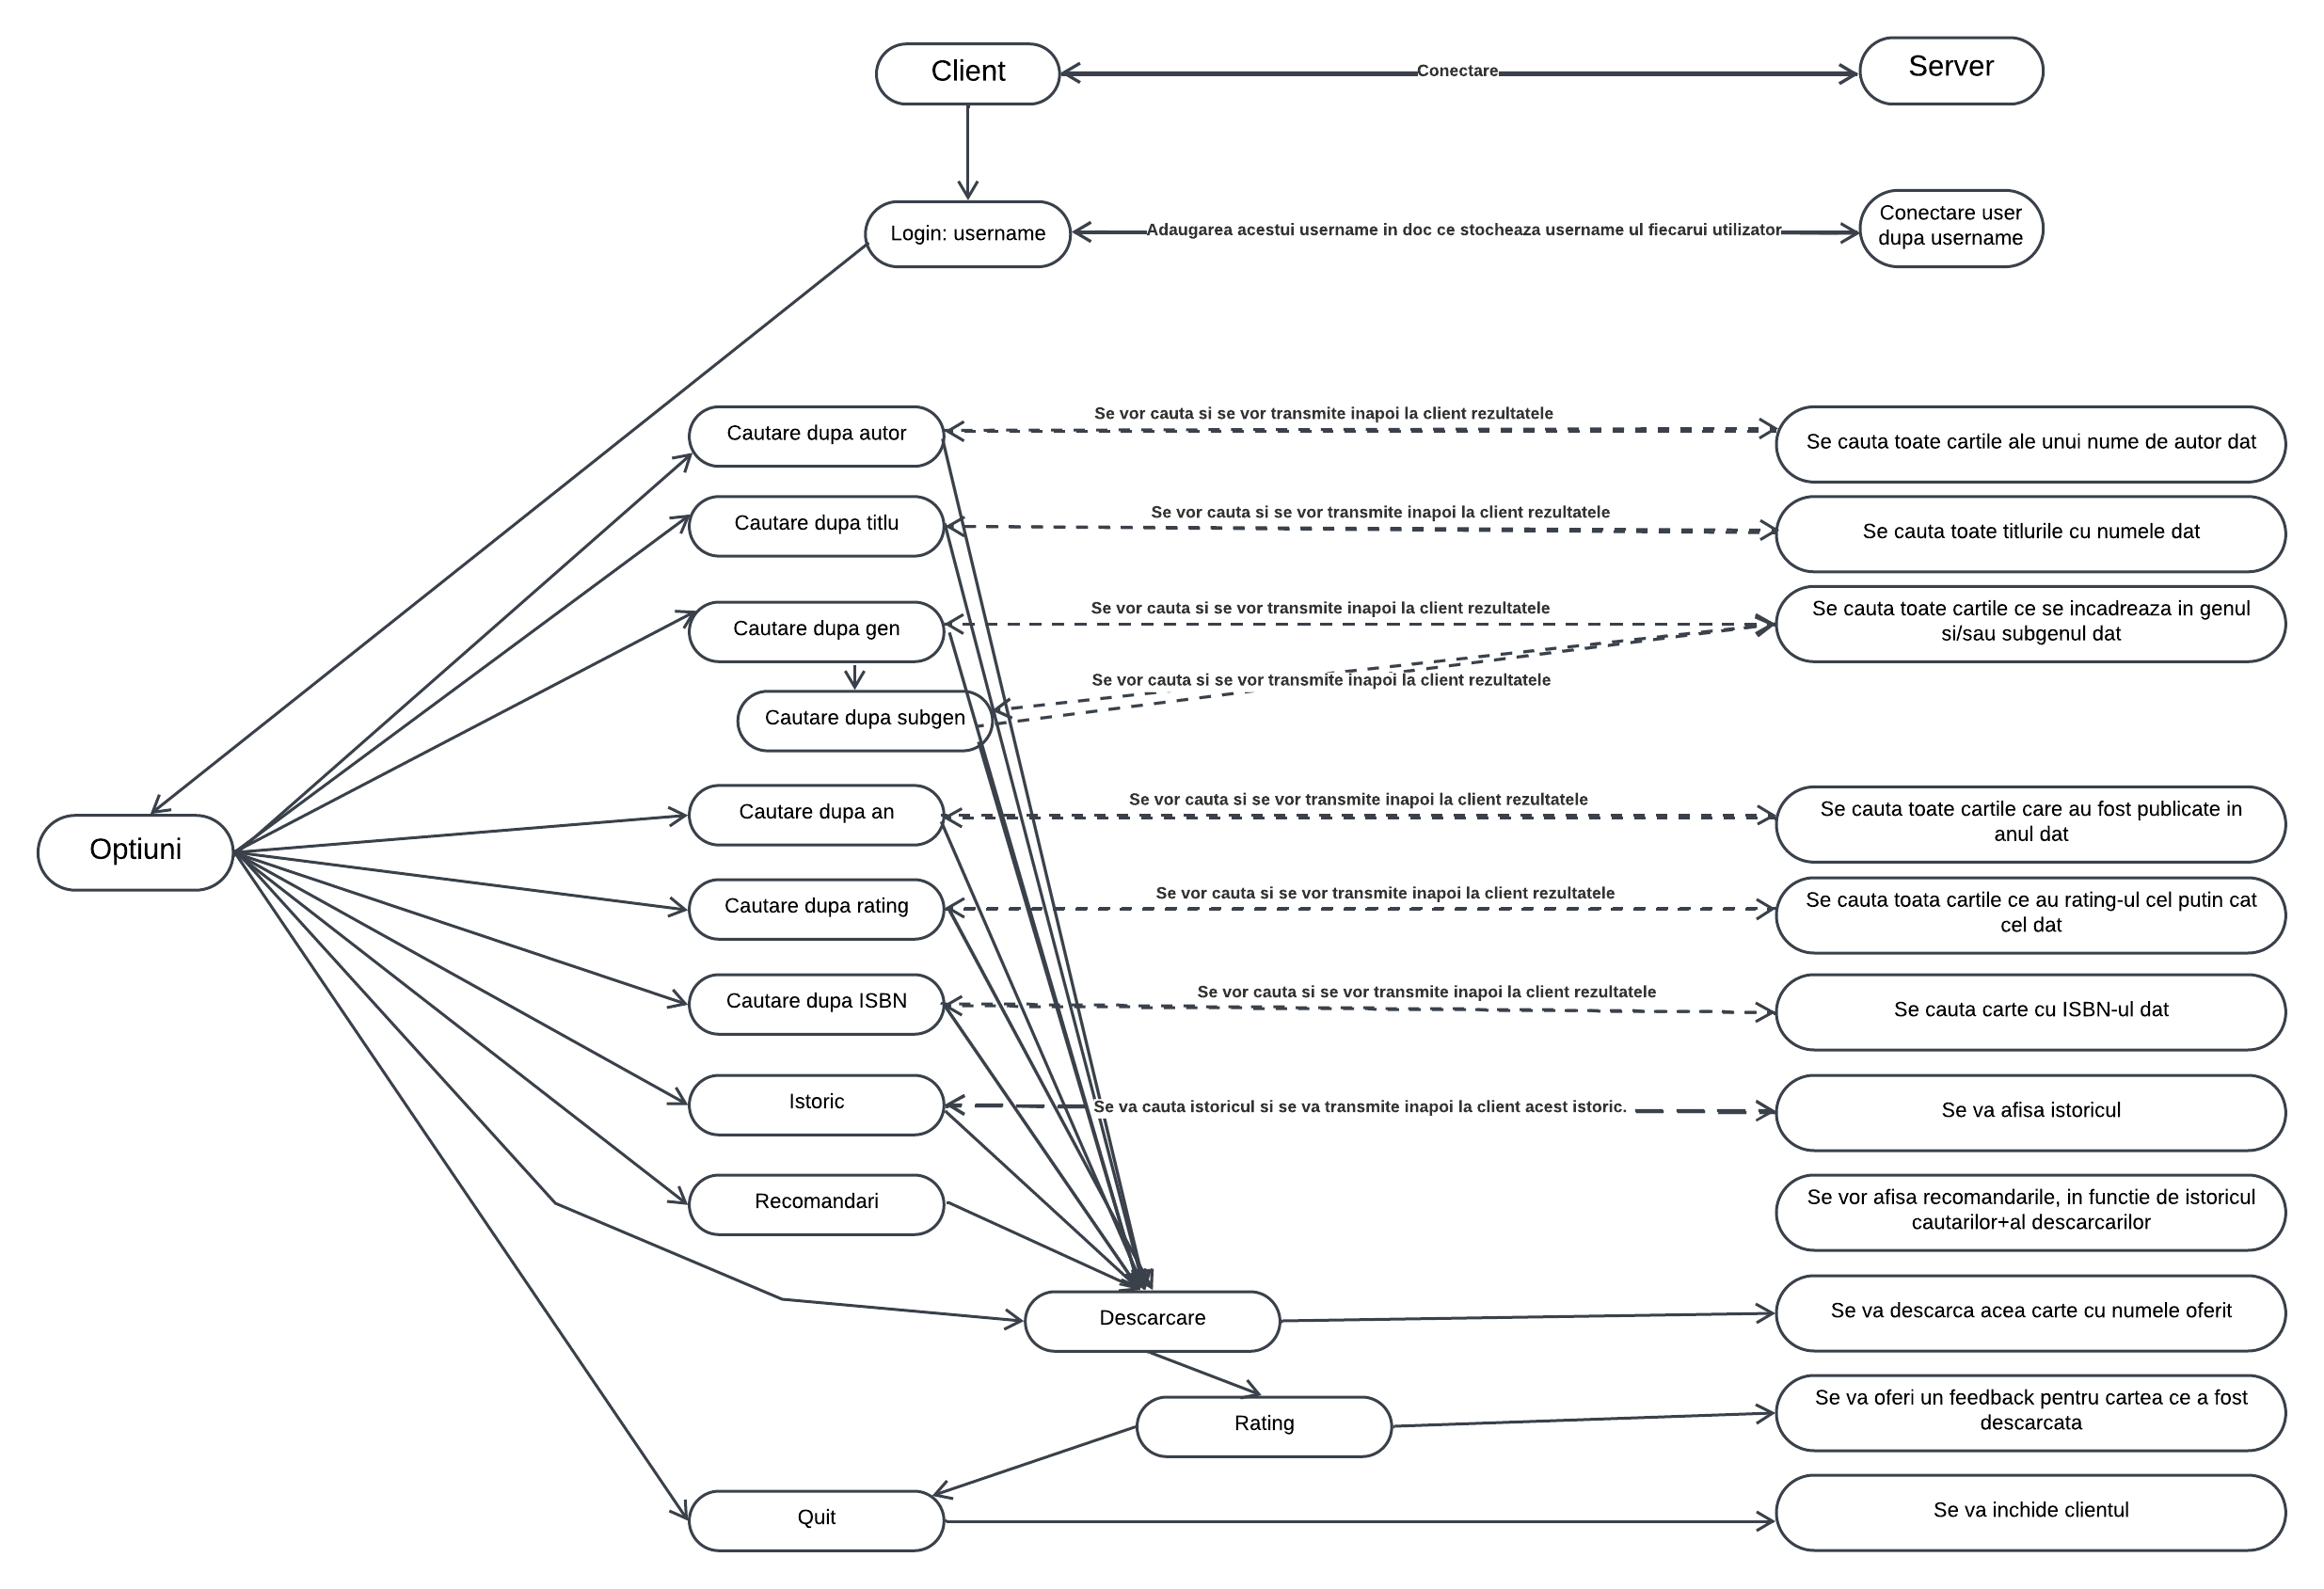 Client
Conectare
Server
Login: username
Adaugarea acestui username in doc ce stocheaza username ul fiecarui utilizator
Conectare user
dupa username
Cautare dupa autor
Se vor cauta si se vor transmite inapoi la client rezultatele
Se cauta toate cartile ale unui nume de autor dat
Cautare dupa titlu
Se vor cauta si se vor transmite inapoi la client rezultatele
Se cauta toate titlurile cu numele dat
Cautare dupa gen
Se vor cauta si se vor transmite inapoi la client rezultatele
Se cauta toate cartile ce se incadreaza in genul
si/sau subgenul dat
Cautare dupa subgen
Se vor cauta si se vor transmite inapoi la client rezultatele
Optiuni
Cautare dupa an
Se vor cauta si se vor transmite inapoi la client rezultatele
Se cauta toate cartile care au fost publicate in
anul dat
Cautare dupa rating
Se vor cauta si se vor transmite inapoi la client rezultatele
Se cauta toata cartile ce au rating-ul cel putin cat
cel dat
Cautare dupa ISBN
Se vor cauta si se vor transmite inapoi la client rezultatele
Se cauta carte cu ISBN-ul dat
Istoric
Se va cauta istoricul si se va transmite inapoi la client acest istoric.
Se va afisa istoricul
Recomandari
Se vor afisa recomandarile, in functie de istoricul
cautarilor+al descarcarilor
Descarcare
Se va descarca acea carte cu numele oferit
Rating
Se va oferi un feedback pentru cartea ce a fost
descarcata
Quit
Se va inchide clientul